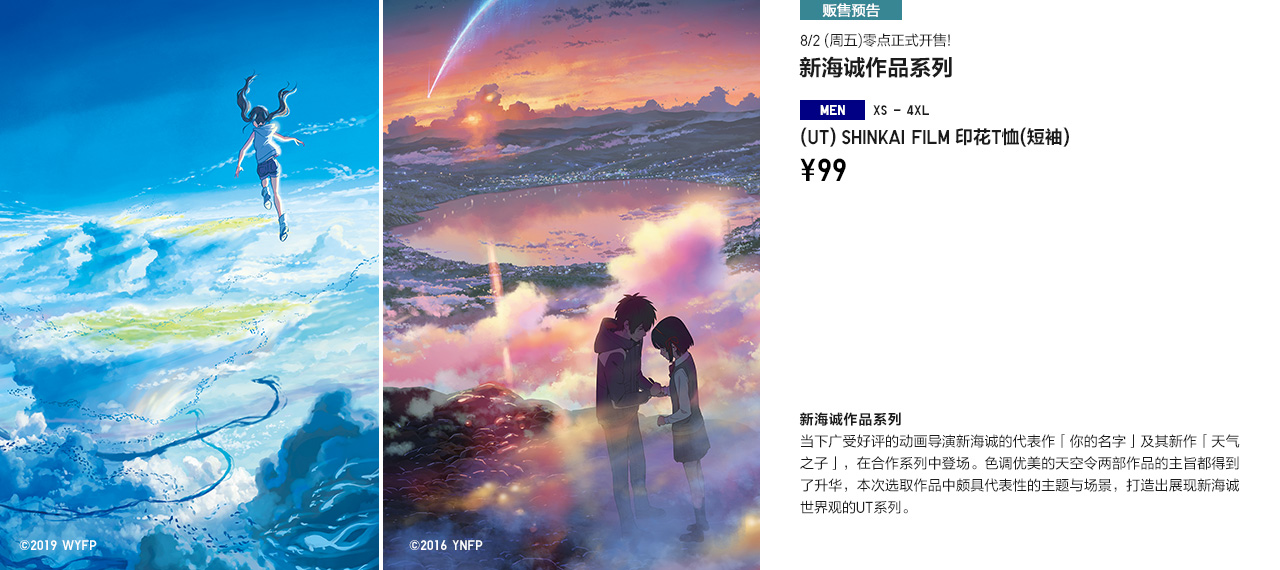 ©2019 WYFP
©2016 YNFP
贩售预告
8/2 (周五)零点正式开售!
新海诚作品系列
MEN XS - 4XL
(UT) SHINKAI FILM 印花T恤(短袖)
¥99
新海诚作品系列
当下广受好评的动画导演新海诚的代表作「你的名字」及其新作「天气
之子」，在合作系列中登场。色调优美的天空令两部作品的主旨都得到
了升华，本次选取作品中颇具代表性的主题与场景，打造出展现新海诚
世界观的UT系列。